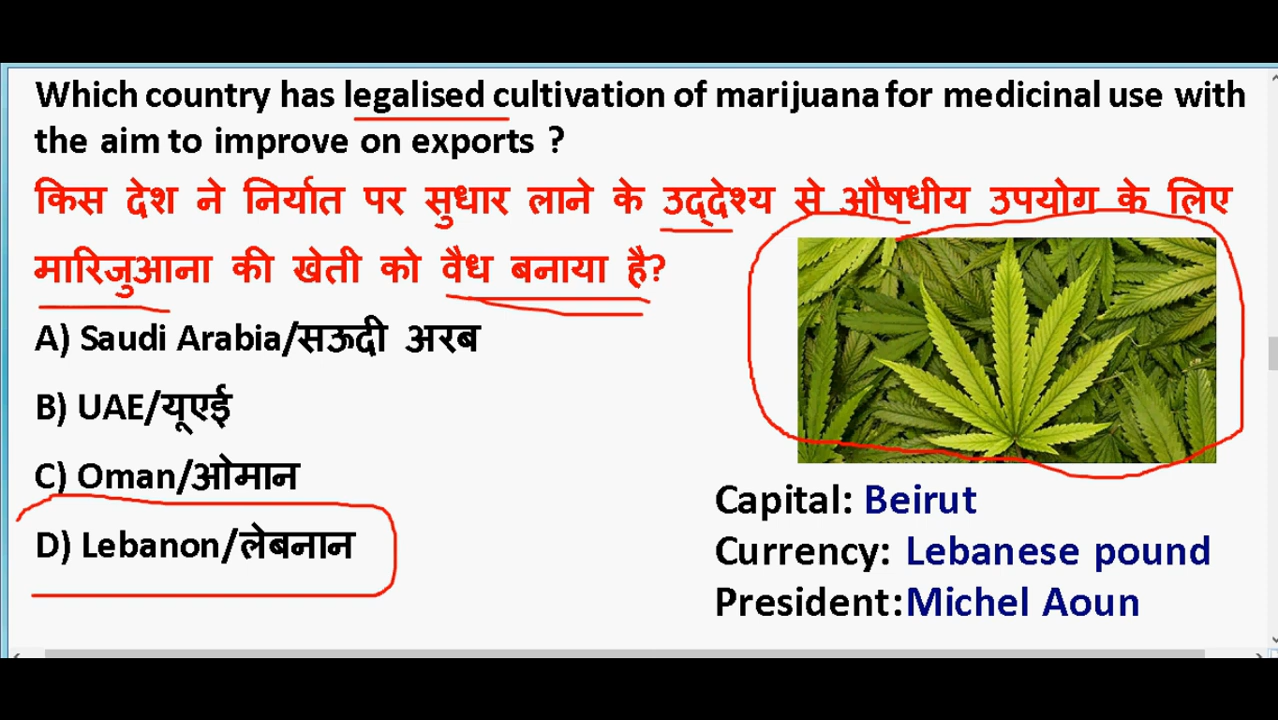 Which country has legalised cultivation of marijuana for medicinal use with
the aim to improve on exports ?
किस देश ने निर्यात पर सुधार लाने के उद्देश्य से औषधीय उपयोग के लिए
मारिजुआना की खेती को वैध बनाया है?
A) Saudi Arabia/सऊदी अरब
B) UAE/यूएई
C) Oman/ओमान
D) Lebanon/लेबनान
Capital: Beirut
Currency: Lebanese pound
President:Michel Aoun